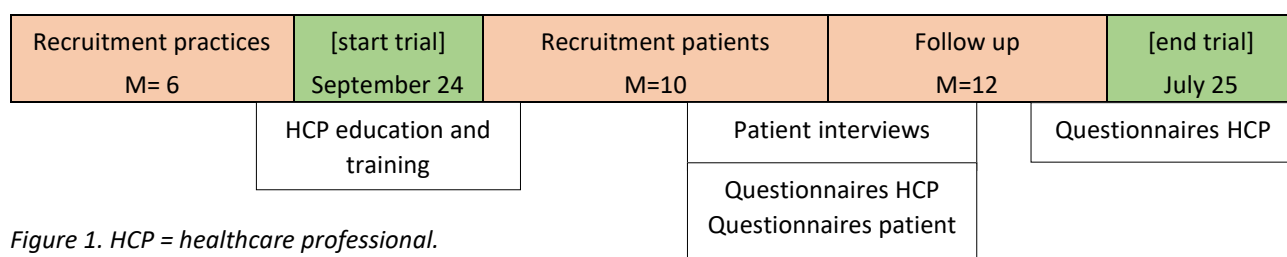 Recruitment practices
M= 6
[start trial]
September 24
Recruitment patients
M=10
Follow up
M=12
[end trial]
July 25
HCP education and
training
Patient interviews
Questionnaires HCP
Questionnaires HCP
Questionnaires patient
Figure 1. HCP = healthcare professional.